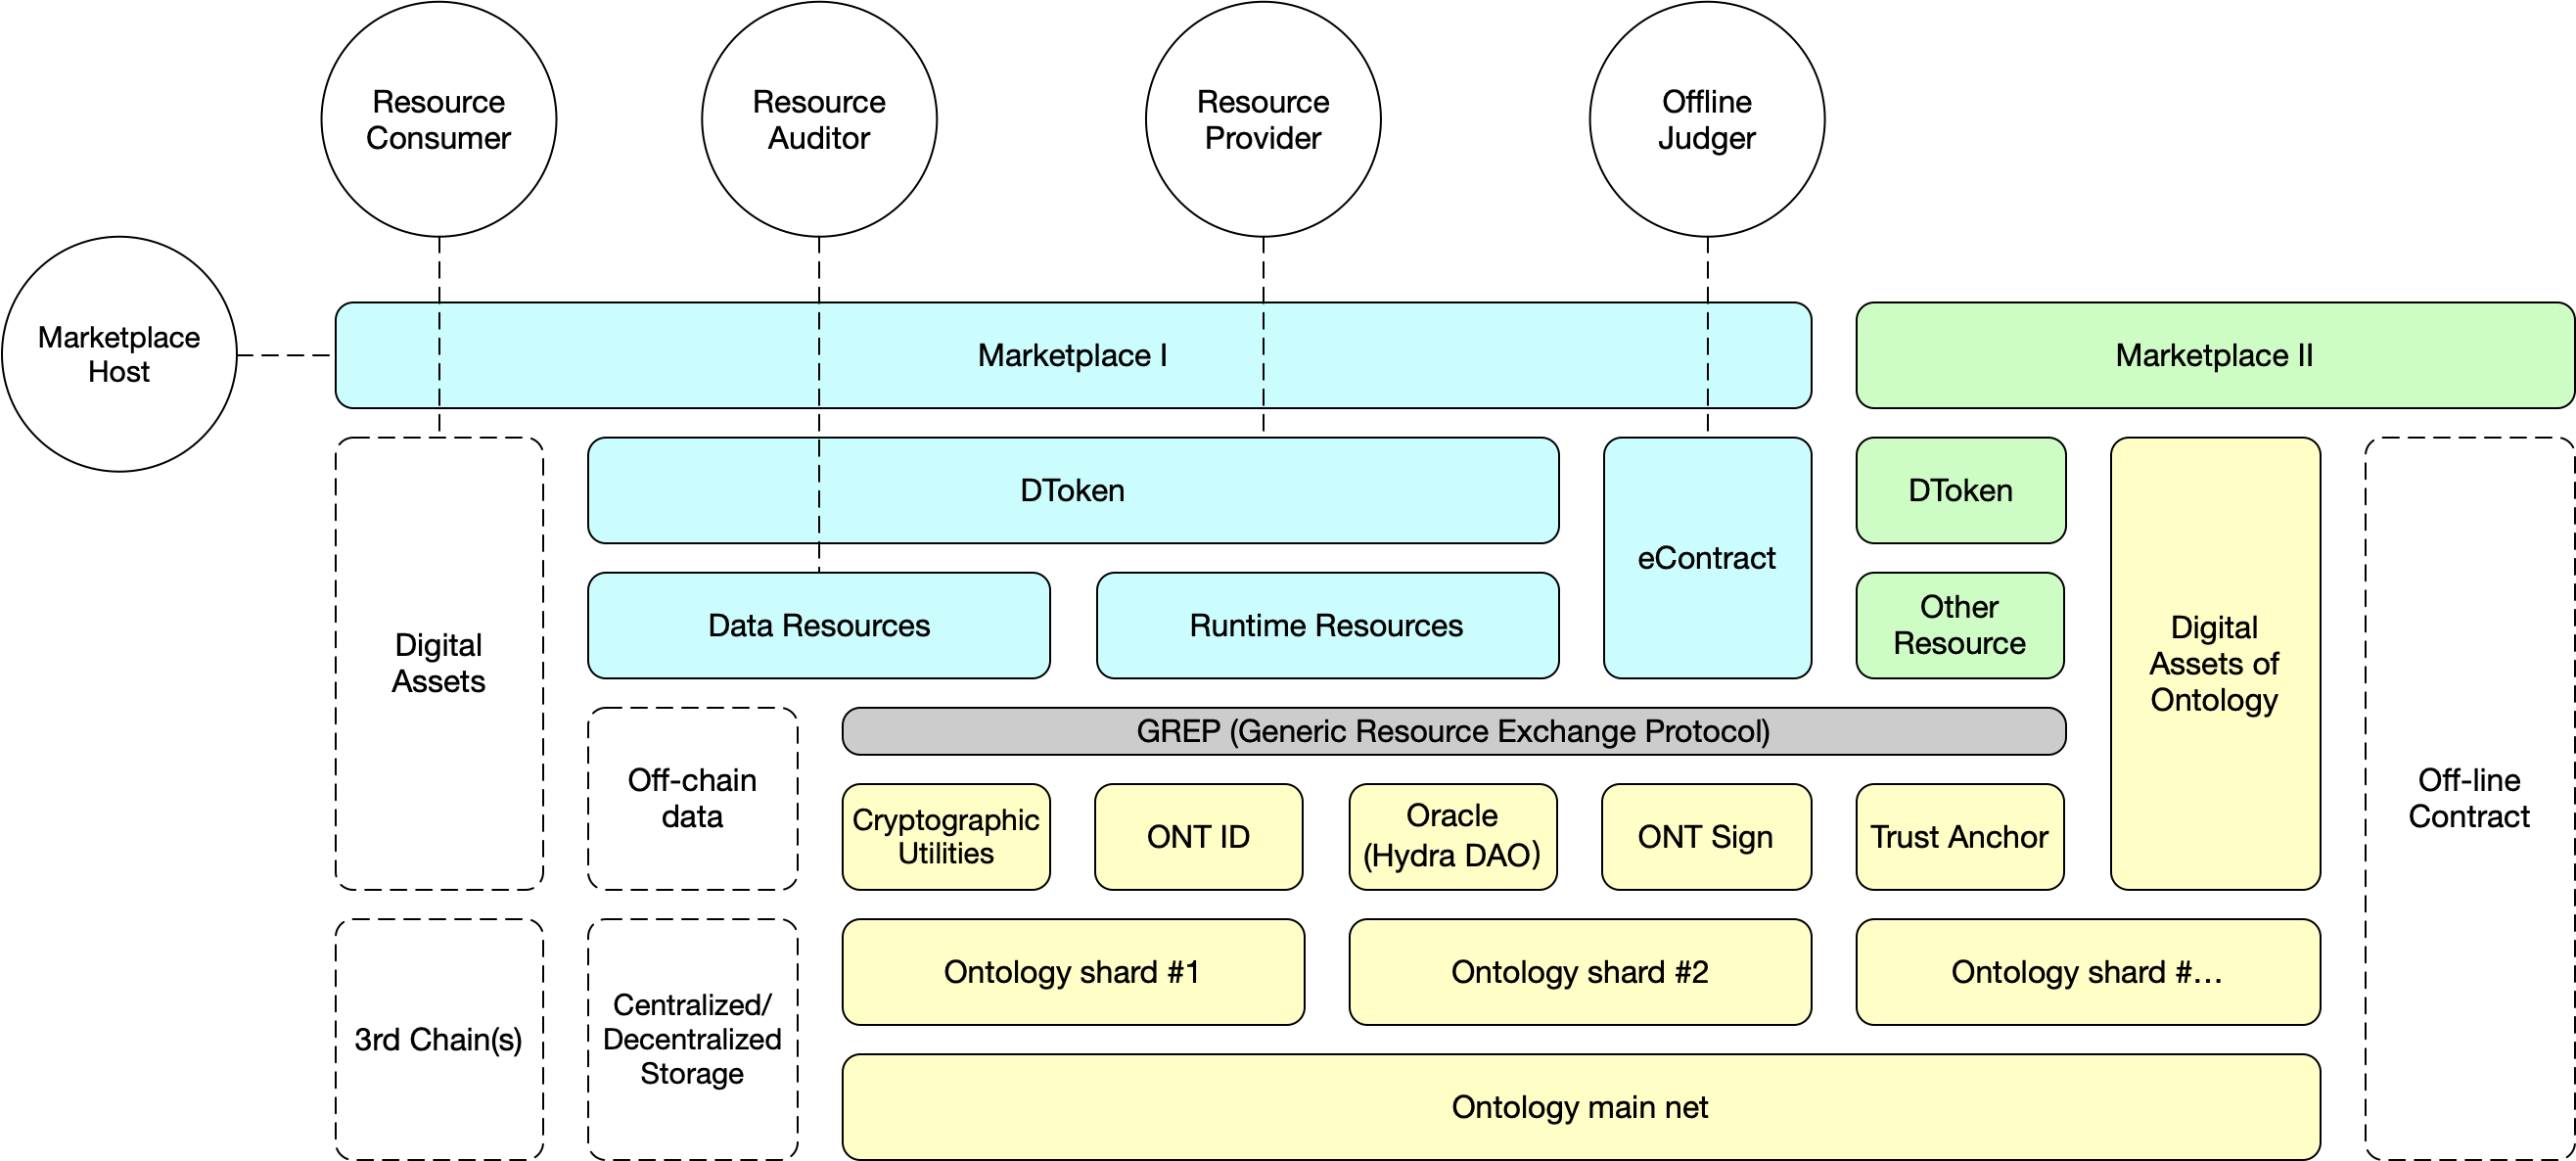 Resource
Consumer
Resource
Auditor
Resource
Provider
Offline
Judger
Marketplace
Host
Marketplace I
Marketplace II
Digital
Assets
DToken
eContract
DToken
Digital
Assets of
Ontology
Off-line
Contract
Data Resources
Runtime Resources
Other
Resource
Off-chain
data
GREP (Generic Resource Exchange Protocol)
Cryptographic
Utilities
ONT ID
Oracle
(Hydra DAO)
ONT Sign
Trust Anchor
3rd Chain(s)
Centralized/
Decentralized
Storage
Ontology shard #1
Ontology shard #2
Ontology shard #...
Ontology main net